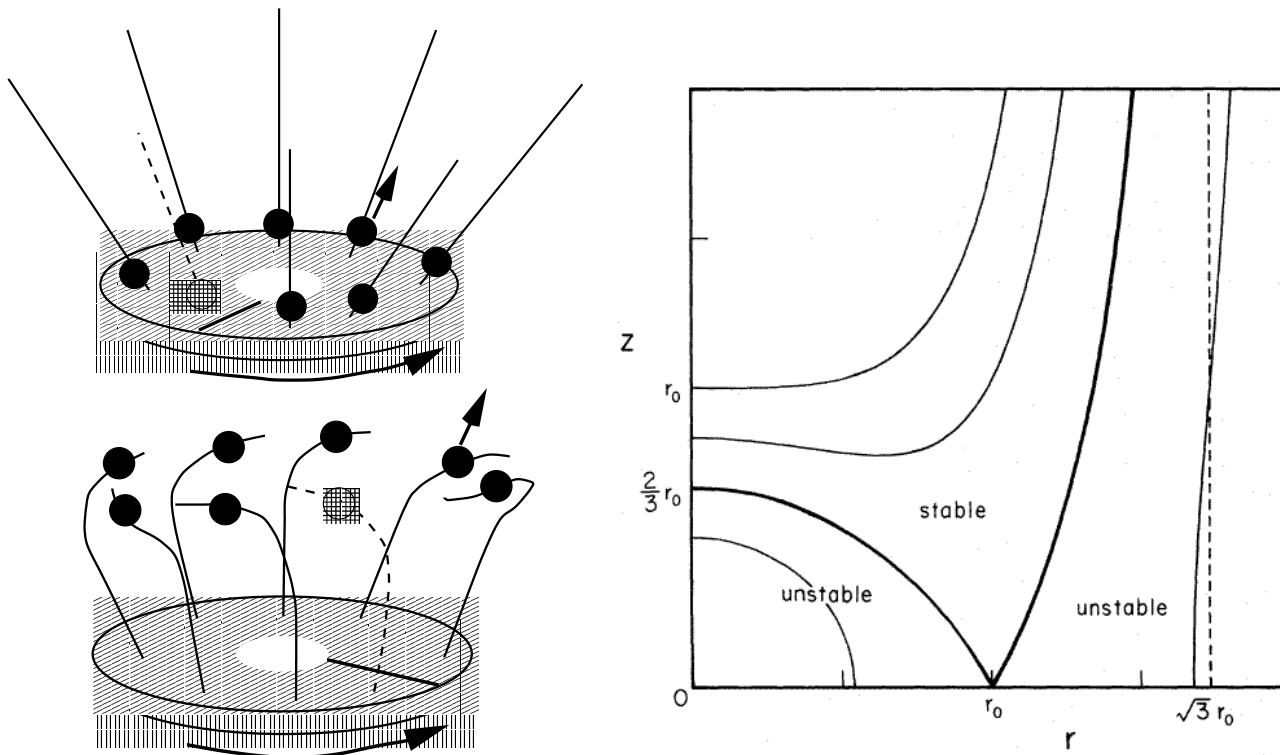 z
r₀
2/3 r₀
stable
unstable
unstable
0
r₀
√3 r₀
r